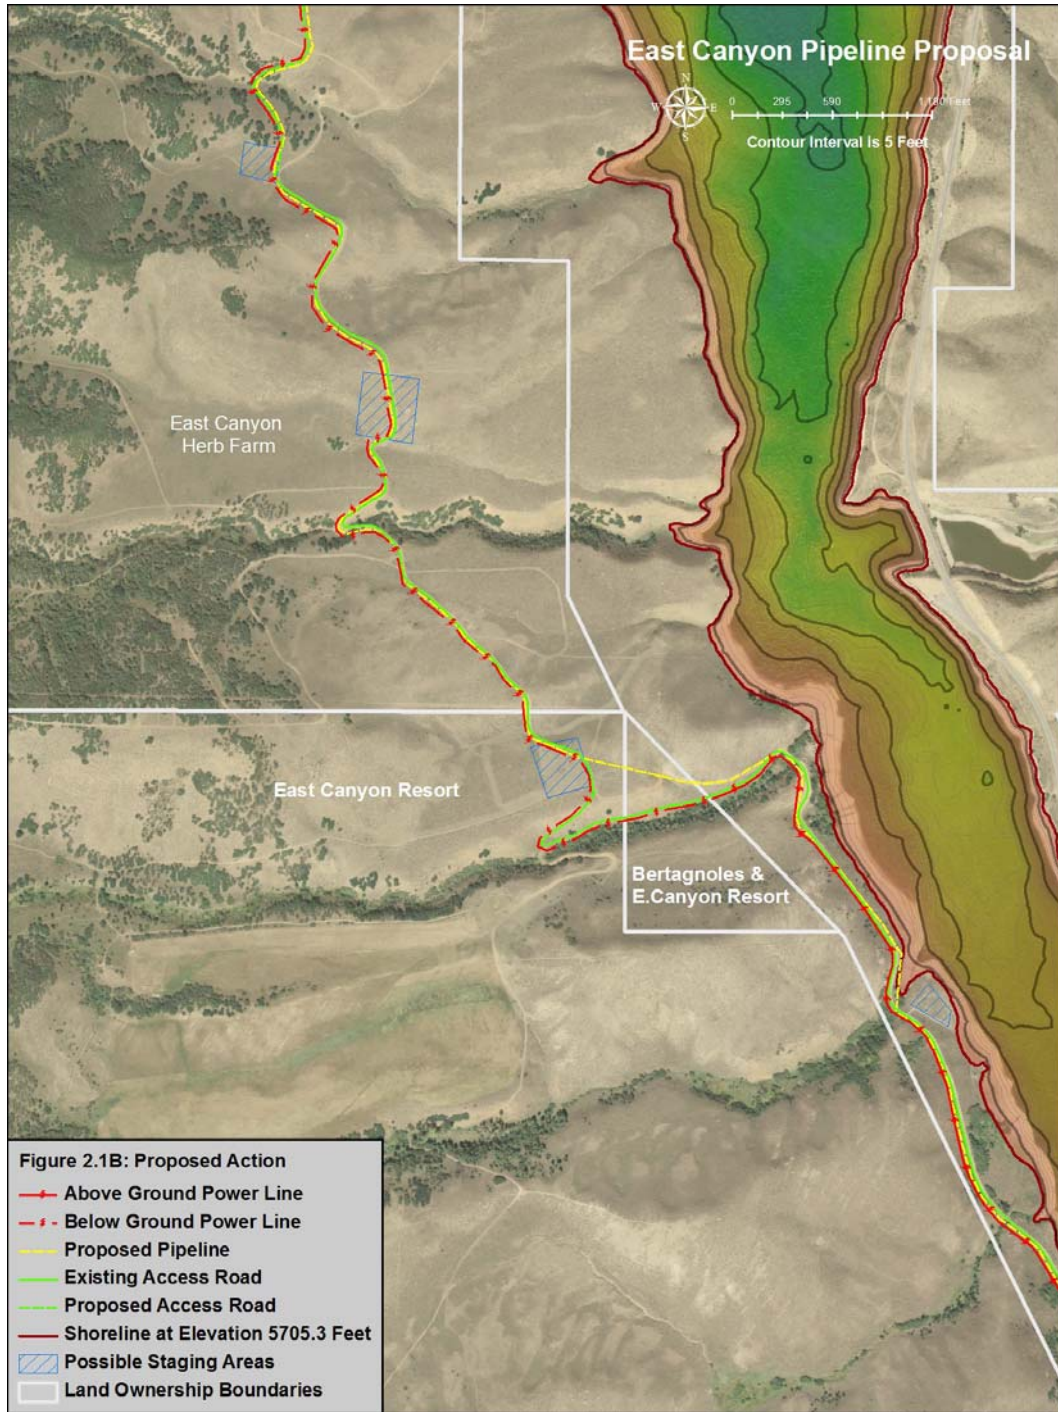 East Canyon Pipeline Proposal
N
W E
S
0 295 590 1,180 Feet
Contour Interval is 5 Feet
East Canyon
Herb Farm
East Canyon Resort
Bertagnoles &
E.Canyon Resort
Figure 2.1B: Proposed Action
Above Ground Power Line
Below Ground Power Line
Proposed Pipeline
Existing Access Road
Proposed Access Road
Shoreline at Elevation 5705.3 Feet
Possible Staging Areas
Land Ownership Boundaries